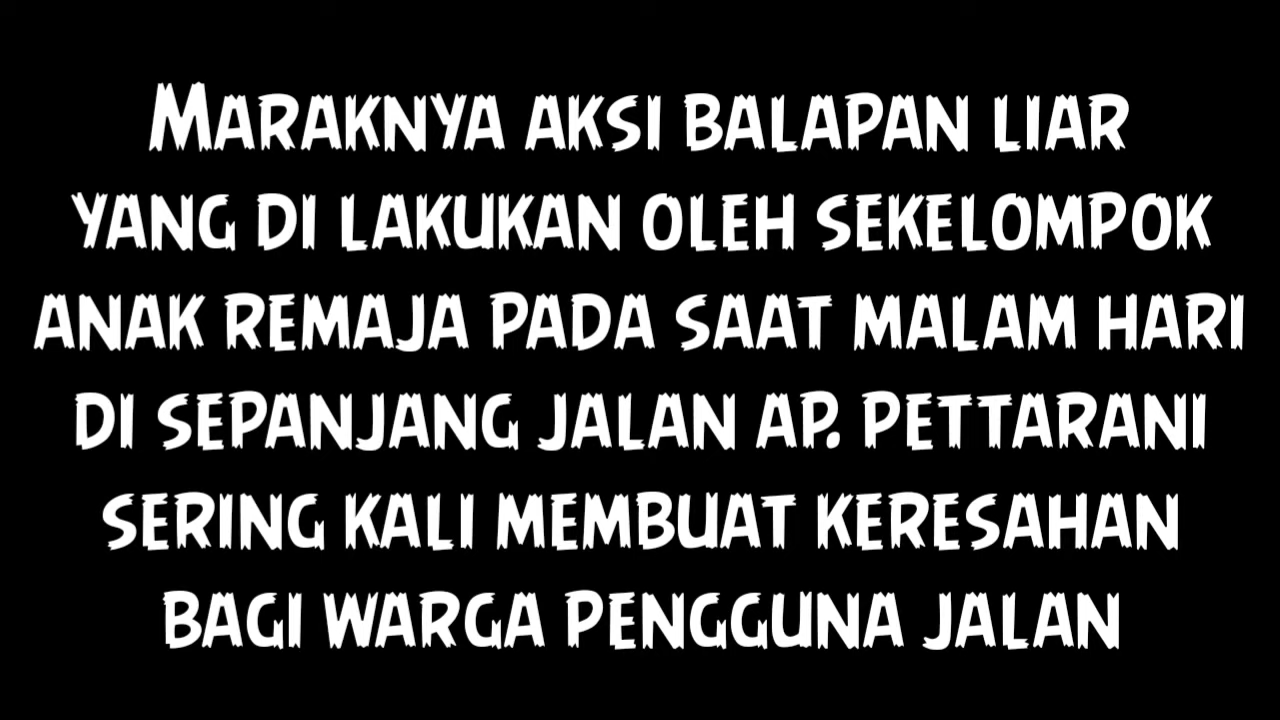 Maraknya aksi balapan liar
yang di lakukan oleh sekelompok
anak remaja pada saat malam hari
di sepanjang jalan AP. Pettarani
sering kali membuat keresahan
bagi warga pengguna jalan